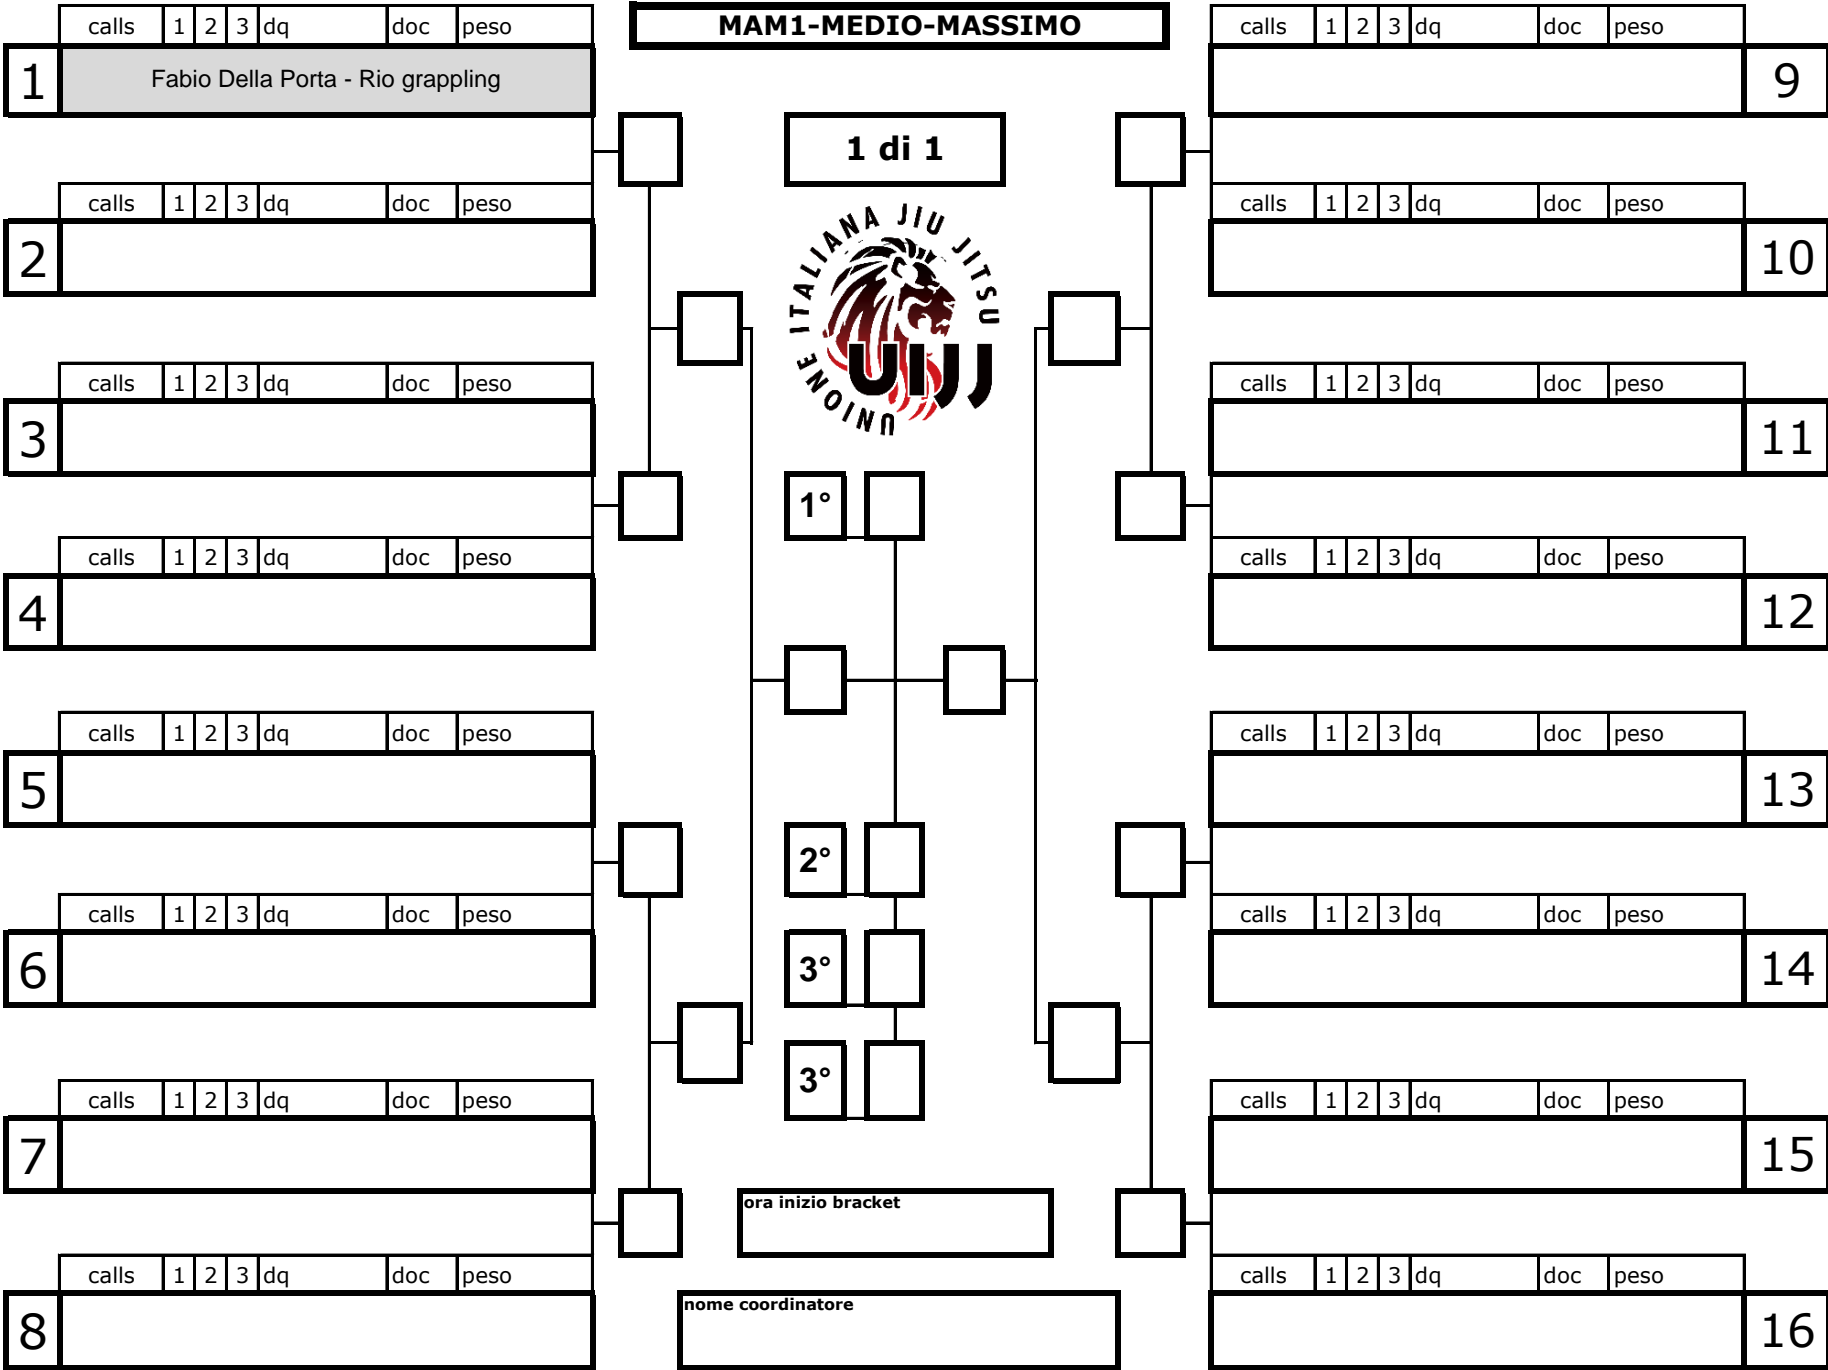 MAM1-MEDIO-MASSIMO
1 di 1
UNIONE ITALIANA JIU JITSU
UIJJ
calls 1 2 3 dq doc peso
1 Fabio Della Porta - Rio grappling
calls 1 2 3 dq doc peso
2
calls 1 2 3 dq doc peso
3
calls 1 2 3 dq doc peso
4
calls 1 2 3 dq doc peso
5
calls 1 2 3 dq doc peso
6
calls 1 2 3 dq doc peso
7
calls 1 2 3 dq doc peso
8
1°
2°
3°
3°
ora inizio bracket
nome coordinatore
calls 1 2 3 dq doc peso
9
calls 1 2 3 dq doc peso
10
calls 1 2 3 dq doc peso
11
calls 1 2 3 dq doc peso
12
calls 1 2 3 dq doc peso
13
calls 1 2 3 dq doc peso
14
calls 1 2 3 dq doc peso
15
calls 1 2 3 dq doc peso
16